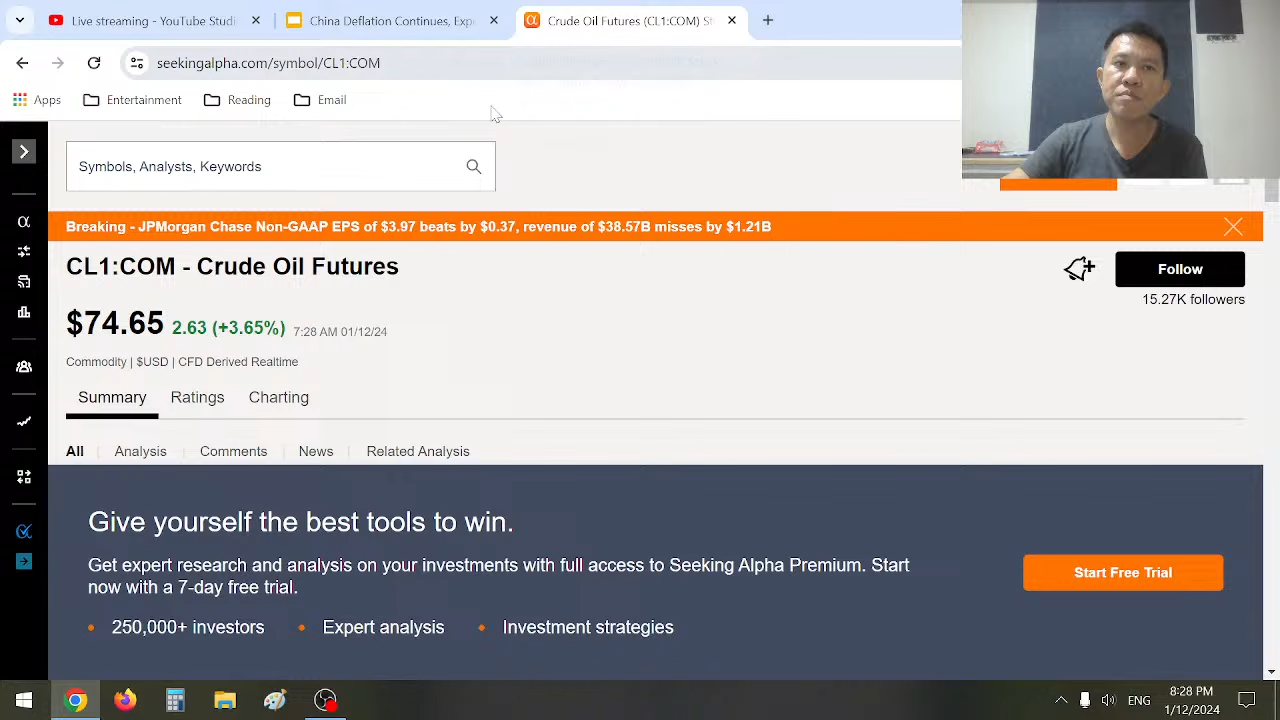 Live streaming - YouTube Studi
China Deflation Continues, Exp
Crude Oil Futures (CL1:COM) St
seekingalpha.com/symbol/CL1:COM
Apps
Entertainment
Reading
Email
Symbols, Analysts, Keywords
Breaking - JPMorgan Chase Non-GAAP EPS of $3.97 beats by $0.37, revenue of $38.57B misses by $1.21B
CL1:COM - Crude Oil Futures
Follow
15.27K followers
$74.65 2.63 (+3.65%) 7:28 AM 01/12/24
Commodity | $USD | CFD Derived Realtime
Summary
Ratings
Charting
All
Analysis
Comments
News
Related Analysis
Give yourself the best tools to win.
Get expert research and analysis on your investments with full access to Seeking Alpha Premium. Start
now with a 7-day free trial.
Start Free Trial
250,000+ investors
Expert analysis
Investment strategies
ENG
8:28 PM
1/12/2024